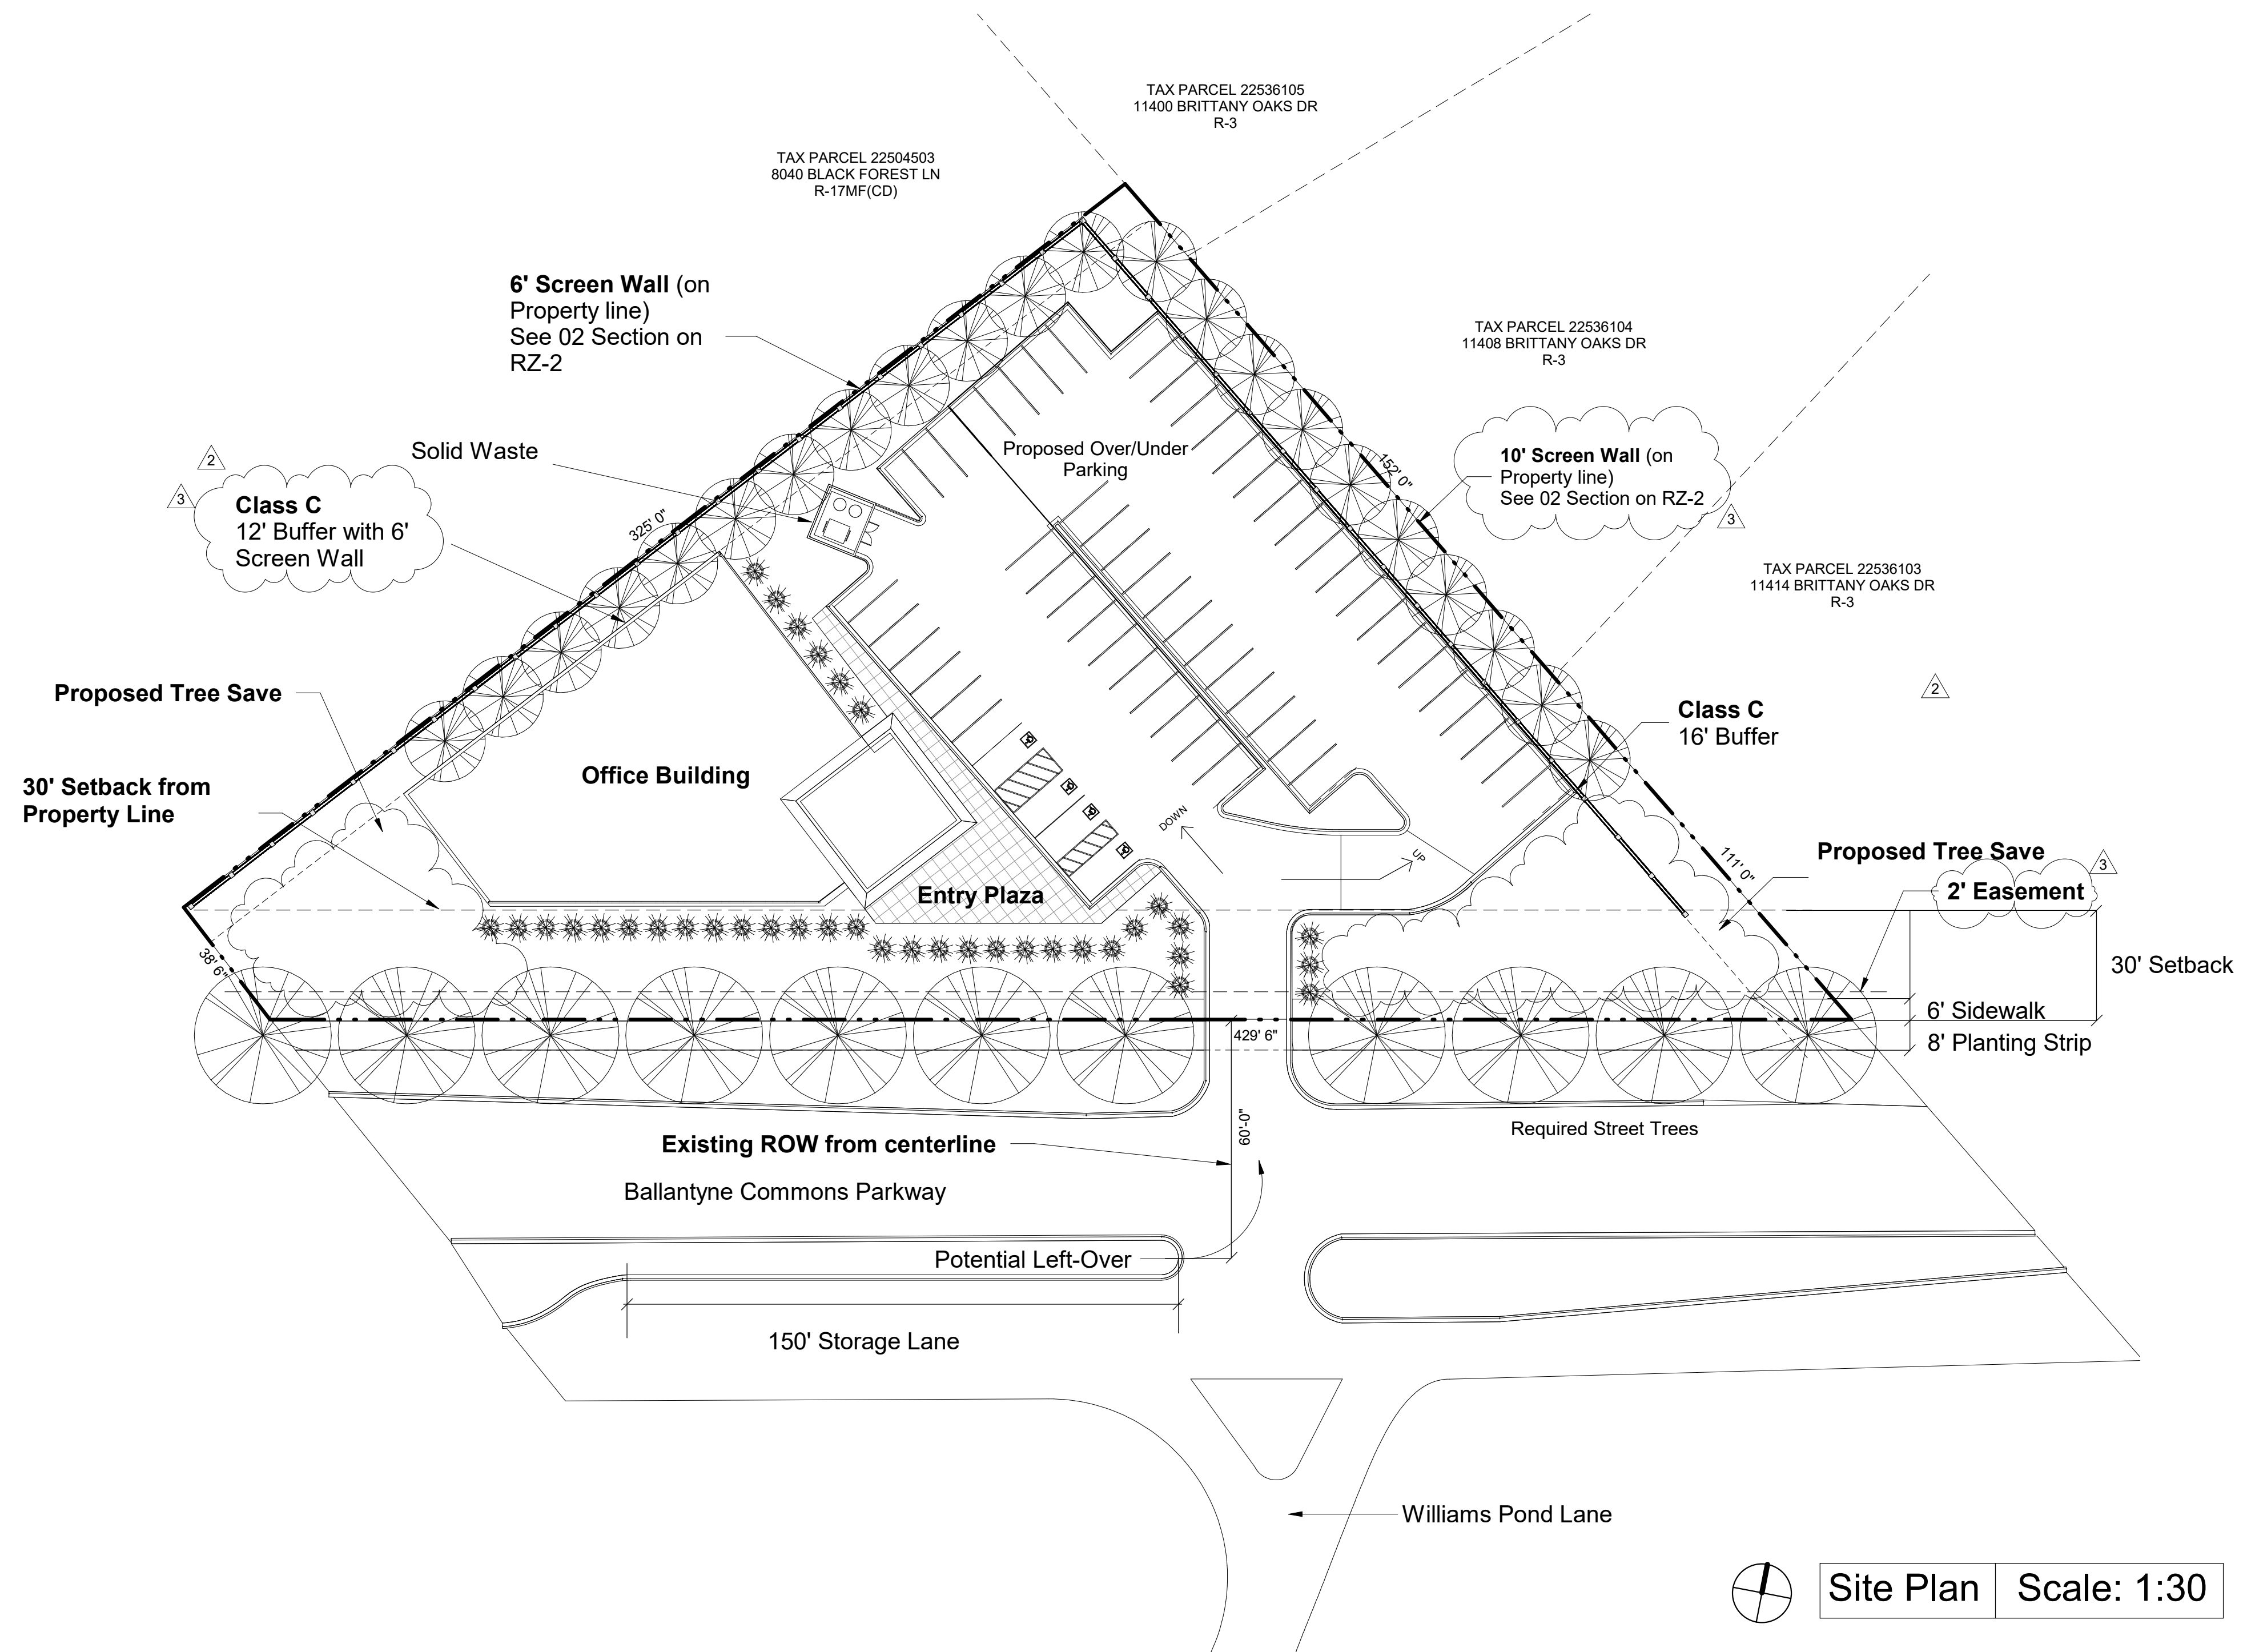 TAX PARCEL 22536105
11400 BRITTANY OAKS DR
R-3
TAX PARCEL 22504503
8040 BLACK FOREST LN
R-17MF(CD)
6' Screen Wall (on
Property line)
See 02 Section on
RZ-2
TAX PARCEL 22536104
11408 BRITTANY OAKS DR
R-3
Proposed Over/Under
Parking
152' 0"
10' Screen Wall (on
Property line)
See 02 Section on RZ-2
3
2
3
Solid Waste
Class C
12' Buffer with 6'
Screen Wall
325' 0"
TAX PARCEL 22536103
11414 BRITTANY OAKS DR
R-3
2
Proposed Tree Save
Class C
16' Buffer
30' Setback from
Property Line
Office Building
DOWN
UP
Entry Plaza
111' 0"
Proposed Tree Save
3
2' Easement
38' 6"
30' Setback
6' Sidewalk
8' Planting Strip
429' 6"
60'-0"
Required Street Trees
Existing ROW from centerline
Ballantyne Commons Parkway
Potential Left-Over
150' Storage Lane
Williams Pond Lane
Site Plan
Scale: 1:30